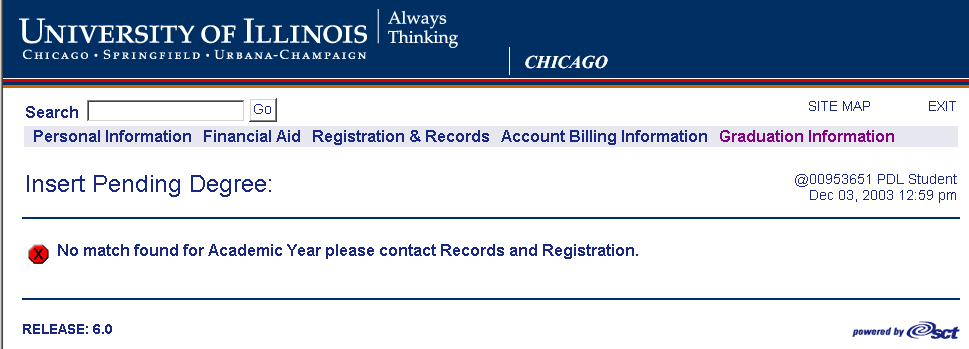 UNIVERSITY OF ILLINOIS
CHICAGO • SPRINGFIELD • URBANA-CHAMPAIGN
Always
Thinking
CHICAGO
Search Go
SITE MAP EXIT
Personal Information Financial Aid Registration & Records Account Billing Information Graduation Information
Insert Pending Degree:
@00953651 PDL Student
Dec 03, 2003 12:59 pm
X No match found for Academic Year please contact Records and Registration.
RELEASE: 6.0
powered by sct